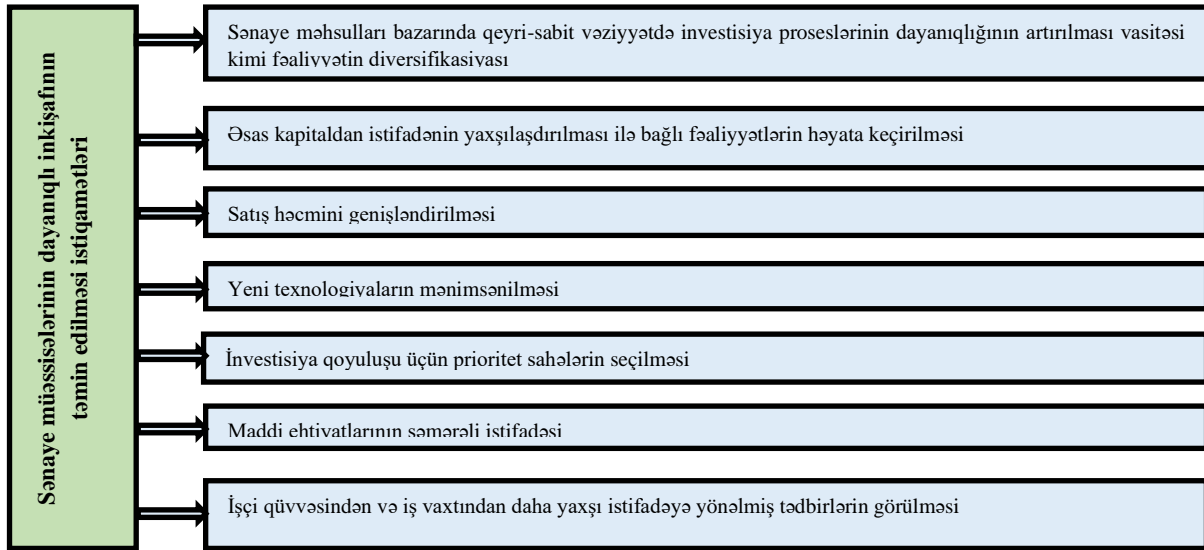 Sənaye müəssisələrinin dayanıqlı inkişafının
təmin edilməsi istiqamətləri
Sənaye məhsulları bazarında qeyri-sabit vəziyyətdə investisiya proseslərinin dayanıqlığının artırılması vasitəsi
kimi fəaliyyətin diversifikasiyası
Əsas kapitaldan istifadənin yaxşılaşdırılması ilə bağlı fəaliyyətlərin həyata keçirilməsi
Satış həcmini genişləndirilməsi
Yeni texnologiyaların mənimsənilməsi
İnvestisiya qoyuluşu üçün prioritet sahələrin seçilməsi
Maddi ehtiyatlarının səmərəli istifadəsi
İşçi qüvvəsindən və iş vaxtından daha yaxşı istifadəyə yönəlmiş tədbirlərin görülməsi